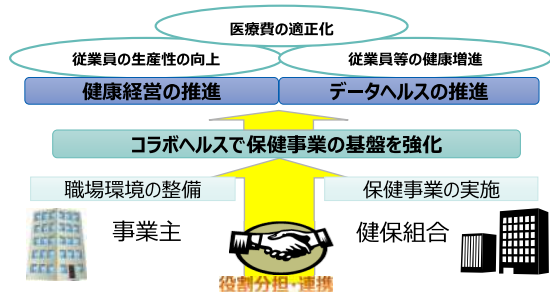 医療費の適正化
従業員の生産性の向上
従業員等の健康増進
健康経営の推進
データヘルスの推進
コラボヘルスで保健事業の基盤を強化
職場環境の整備
保健事業の実施
事業主
健保組合
役割分担・連携